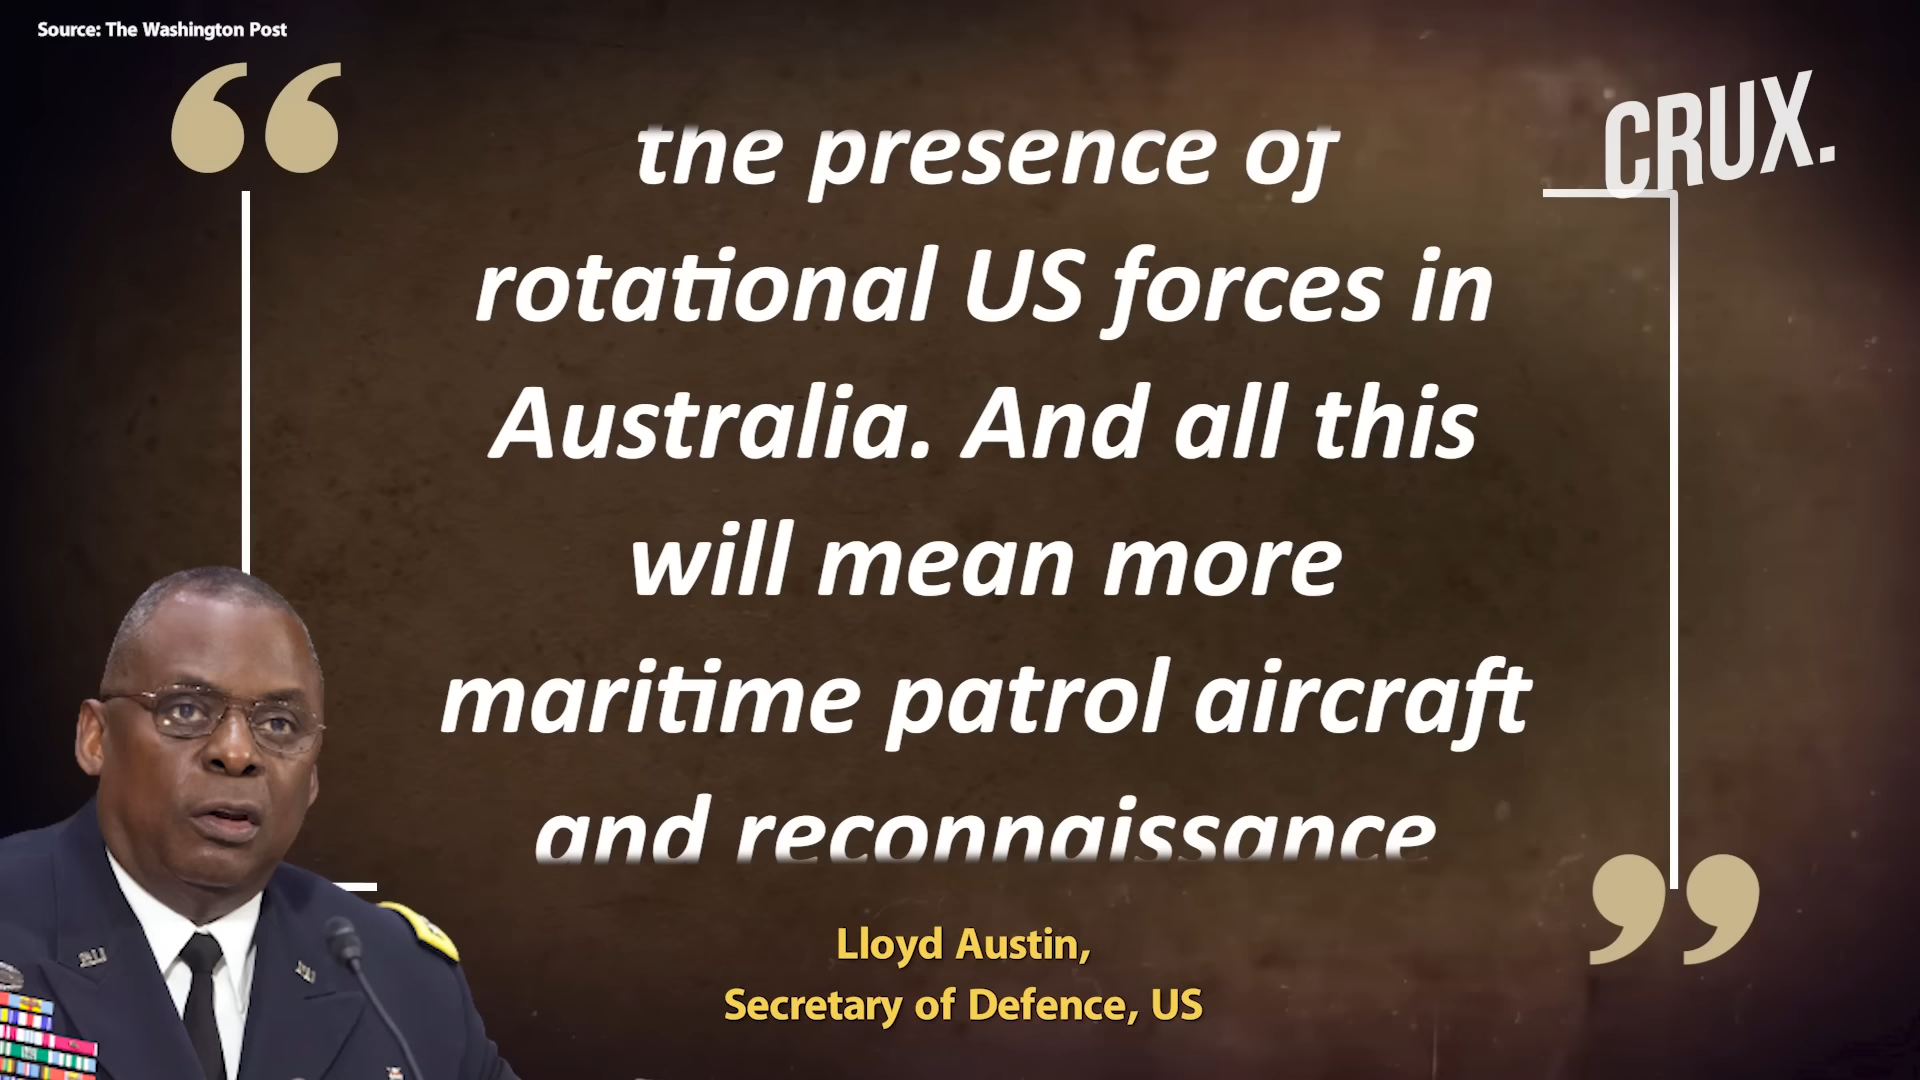 Source: The Washington Post
CRUX.
“
the presence of
rotational US forces in
Australia. And all this
will mean more
maritime patrol aircraft
and reconnaissance
”
Lloyd Austin,
Secretary of Defence, US